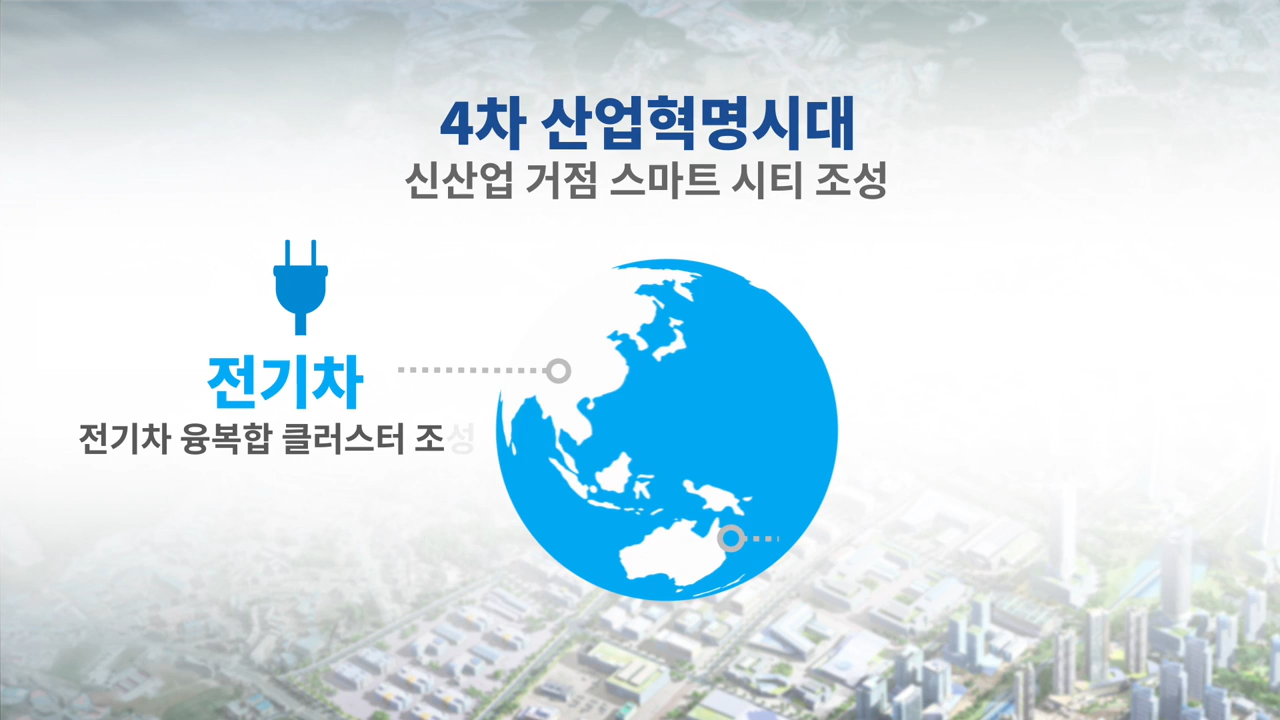 4차 산업혁명시대
신산업 거점 스마트 시티 조성
전기차
전기차 융복합 클러스터 조성